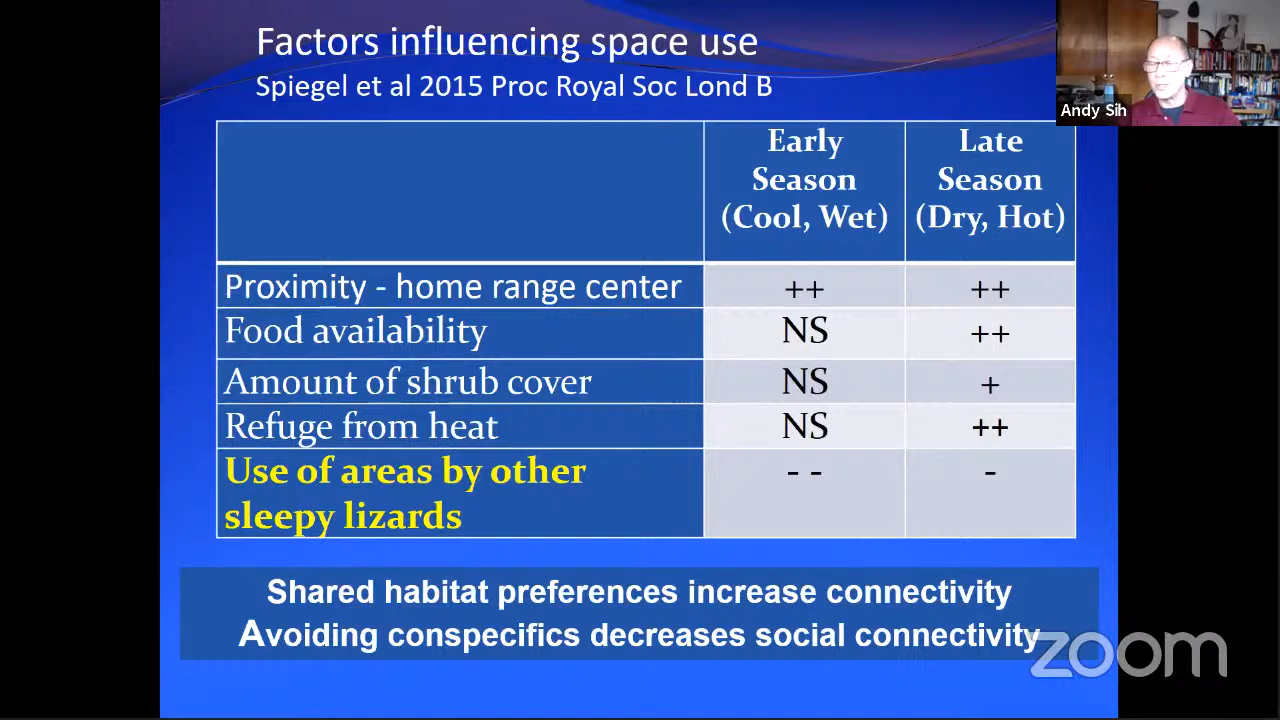 Factors influencing space use
Spiegel et al 2015 Proc Royal Soc Lond B
Andy Sih
Early
Season
(Cool, Wet)
Late
Season
(Dry, Hot)
Proximity - home range center ++ ++
Food availability NS ++
Amount of shrub cover NS +
Refuge from heat NS ++
Use of areas by other - - -
sleepy lizards
Shared habitat preferences increase connectivity
Avoiding conspecifics decreases social connectivity
zoom